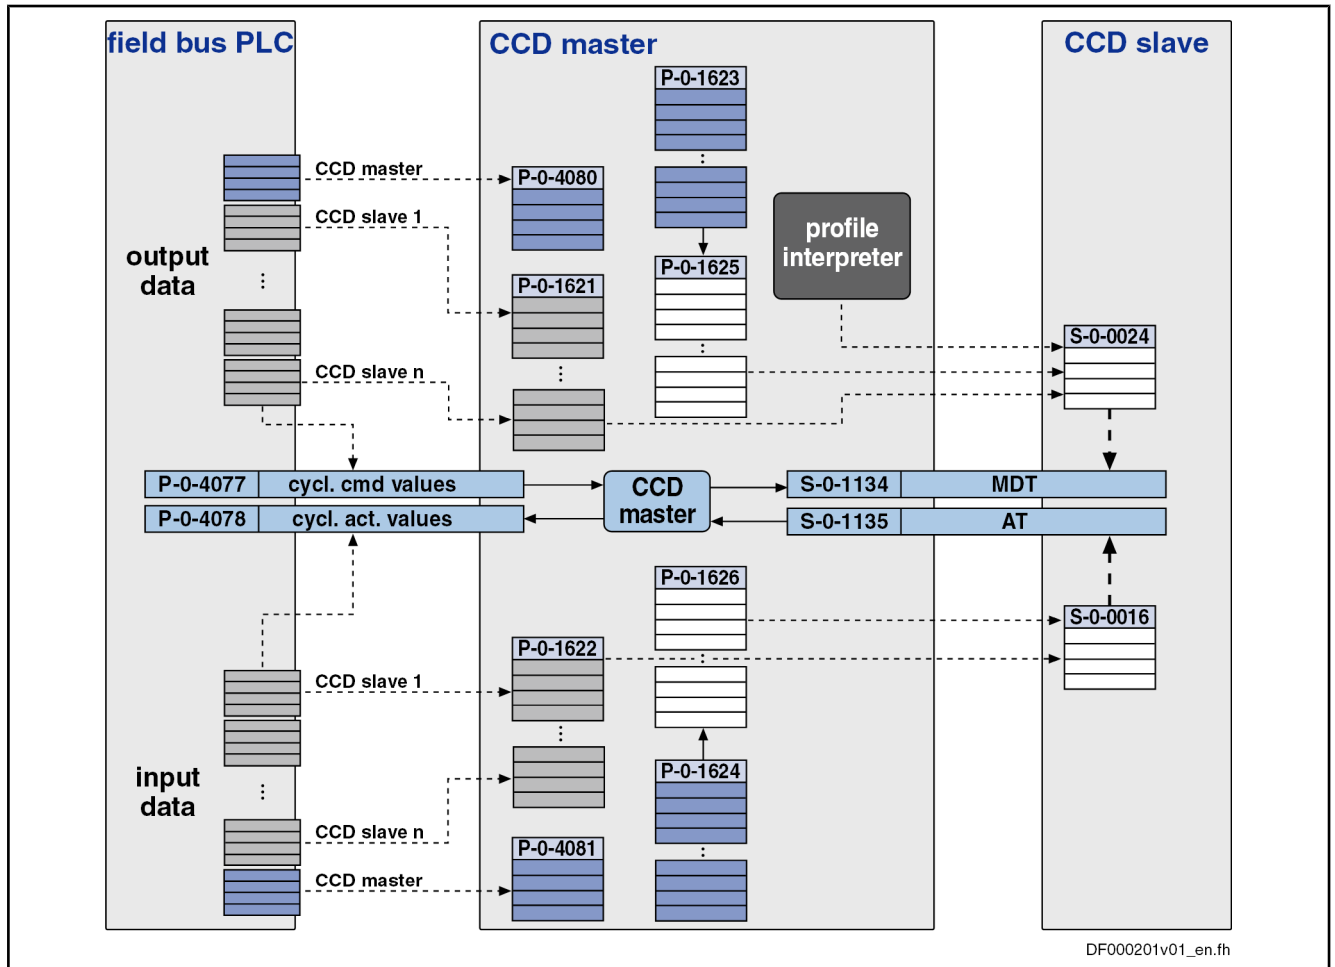 field bus PLC
CCD master
CCD slave
P-0-1623
CCD master
P-0-4080
CCD slave 1
profile
interpreter
output
data
P-0-1625
P-0-1621
S-0-0024
CCD slave n
P-0-4077 cycl. cmd values
CCD
master
S-0-1134 MDT
P-0-4078 cycl. act. values
S-0-1135 AT
P-0-1626
S-0-0016
P-0-1622
CCD slave 1
input
data
P-0-1624
CCD slave n
P-0-4081
CCD master
DF000201v01_en.fh